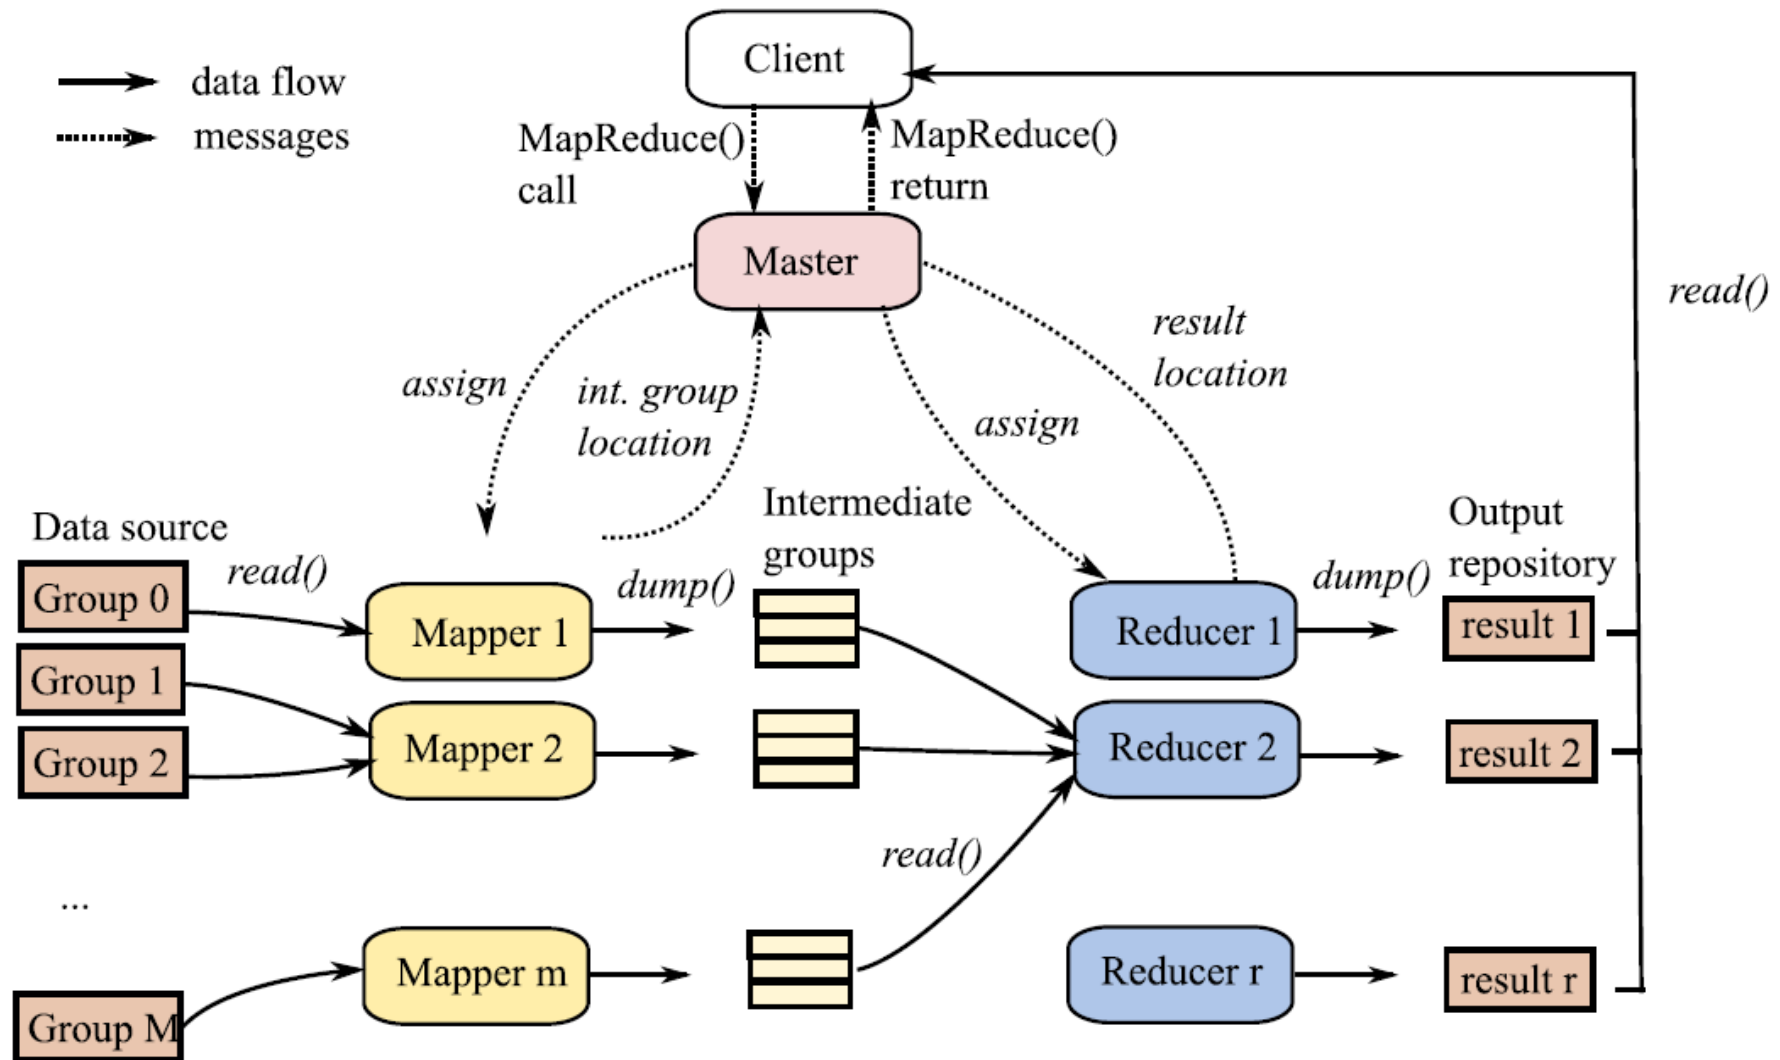 Client
data flow
messages
MapReduce()
call
MapReduce()
return
Master
read()
assign
int. group
location
assign
result
location
Data source
read()
dump()
Intermediate
groups
dump()
Output
repository
Group 0
Mapper 1
Reducer 1
result 1
Group 1
Group 2
Mapper 2
Reducer 2
result 2
read()
...
Group M
Mapper m
Reducer r
result r